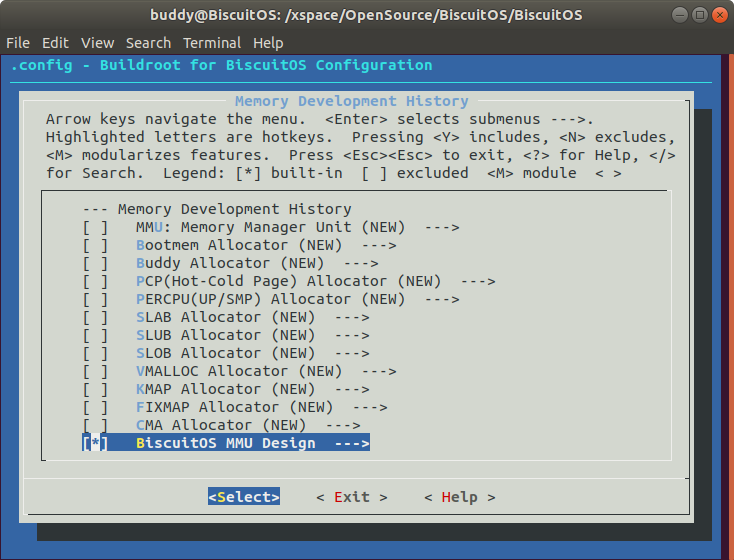 buddy@BiscuitOS: /xspace/OpenSource/BiscuitOS/BiscuitOS
File Edit View Search Terminal Help
.config - Buildroot for BiscuitOS Configuration
Memory Development History
Arrow keys navigate the menu. <Enter> selects submenus --->.
Highlighted letters are hotkeys. Pressing <Y> includes, <N> excludes,
<M> modularizes features. Press <Esc><Esc> to exit, <?> for Help, </>
for Search. Legend: [*] built-in [ ] excluded <M> module < >
--- Memory Development History
[ ] MMU: Memory Manager Unit (NEW) --->
[ ] Bootmem Allocator (NEW) --->
[ ] Buddy Allocator (NEW) --->
[ ] PCP(Hot-Cold Page) Allocator (NEW) --->
[ ] PERCPU(UP/SMP) Allocator (NEW) --->
[ ] SLAB Allocator (NEW) --->
[ ] SLUB Allocator (NEW) --->
[ ] SLOB Allocator (NEW) --->
[ ] VMALLOC Allocator (NEW) --->
[ ] KMAP Allocator (NEW) --->
[ ] FIXMAP Allocator (NEW) --->
[ ] CMA Allocator (NEW) --->
[*] BiscuitOS MMU Design --->
<Select> < Exit > < Help >